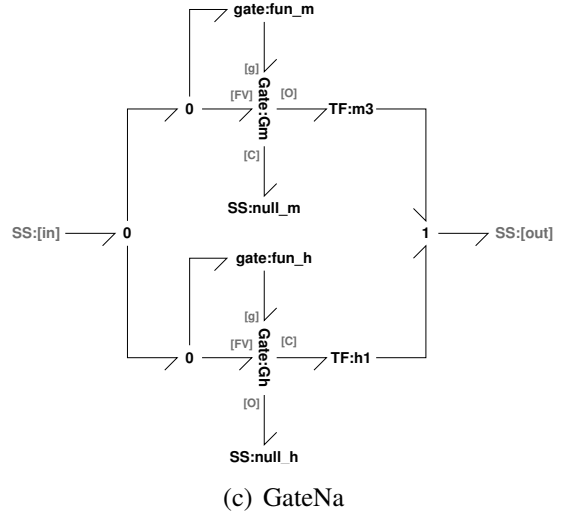 gate:fun_m
[g]
[FV]
[O]
0
Gate:Gm
TF:m3
[C]
SS:null_m
SS:[in]
0
1
SS:[out]
gate:fun_h
[g]
[FV]
[C]
0
Gate:Gh
TF:h1
[O]
SS:null_h
(c) GateNa